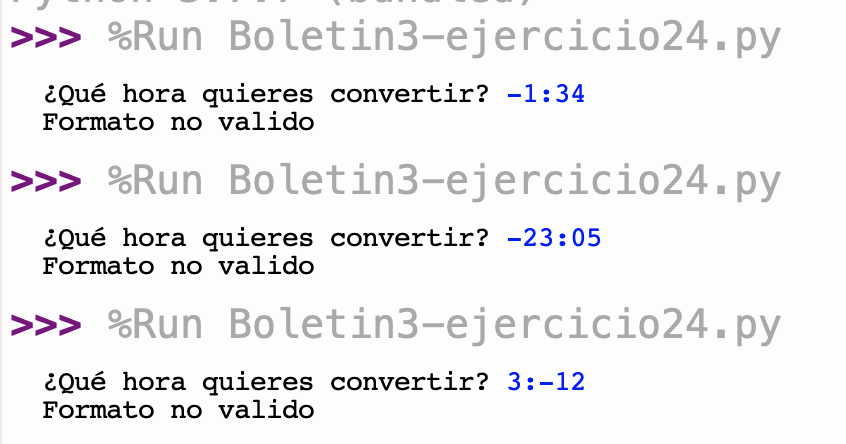 Python 3.7.7 (bundled)
>>> %Run Boletin3-ejercicio24.py
¿Qué hora quieres convertir? -1:34
Formato no valido
>>> %Run Boletin3-ejercicio24.py
¿Qué hora quieres convertir? -23:05
Formato no valido
>>> %Run Boletin3-ejercicio24.py
¿Qué hora quieres convertir? 3:-12
Formato no valido